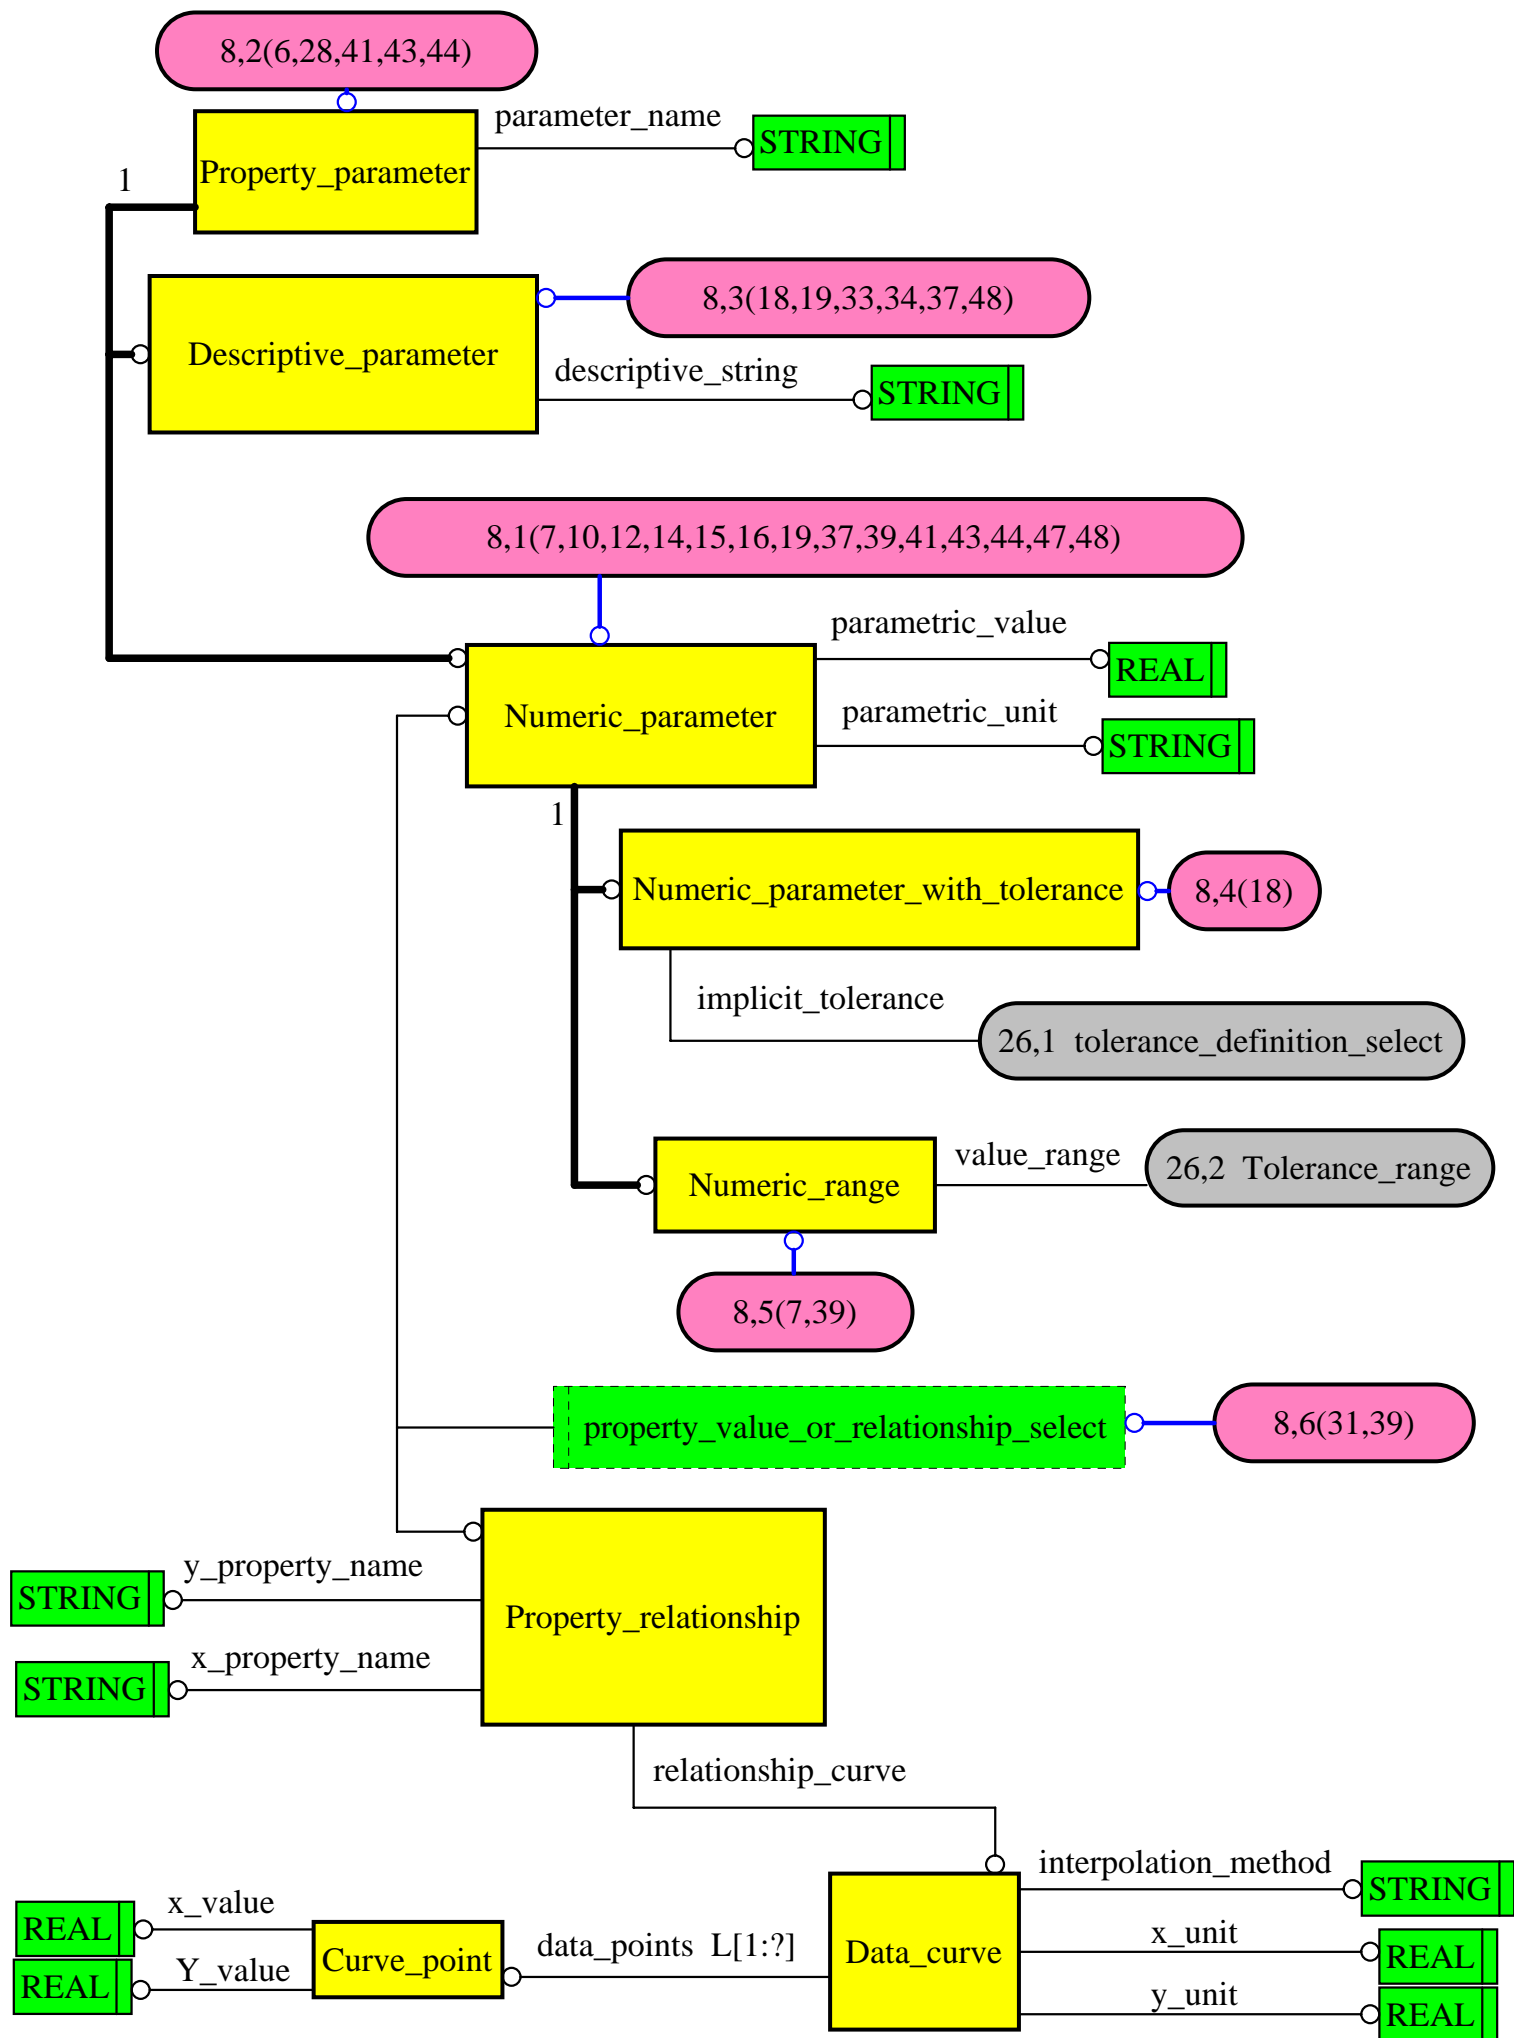 8,2(6,28,41,43,44)
parameter_name
STRING
Property_parameter
1
8,3(18,19,33,34,37,48)
Descriptive_parameter
descriptive_string
STRING
8,1(7,10,12,14,15,16,19,37,39,41,43,44,47,48)
parametric_value
REAL
Numeric_parameter
parametric_unit
STRING
1
Numeric_parameter_with_tolerance
8,4(18)
implicit_tolerance
26,1 tolerance_definition_select
value_range
26,2 Tolerance_range
Numeric_range
8,5(7,39)
property_value_or_relationship_select
8,6(31,39)
y_property_name
STRING
Property_relationship
x_property_name
STRING
relationship_curve
interpolation_method
STRING
x_value
REAL
Curve_point
data_points L[1:?]
Data_curve
x_unit
REAL
Y_value
REAL
y_unit
REAL